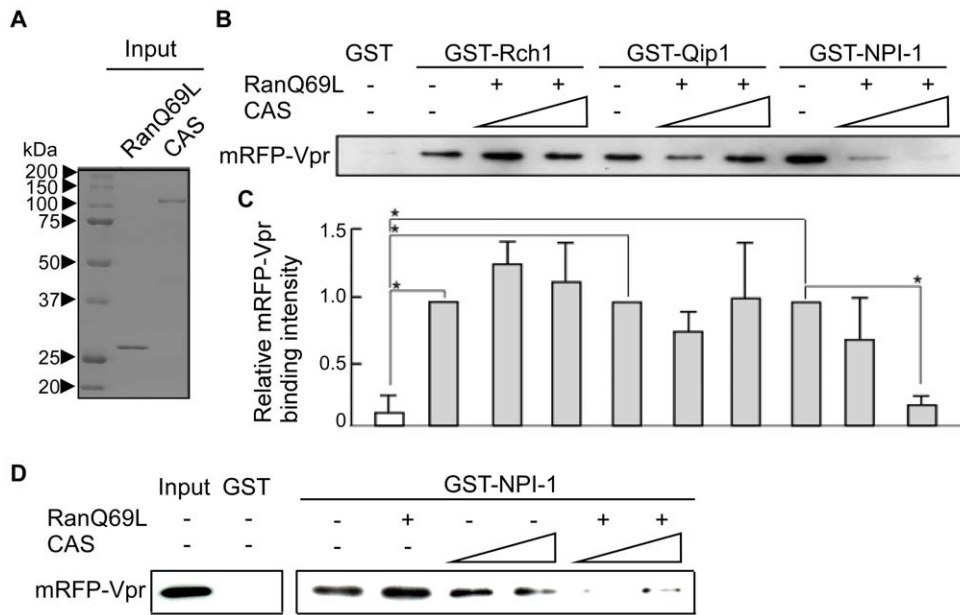 A
Input
RanQ69L
CAS
kDa
200
150
100
75
50
37
25
20
B
GST GST-Rch1 GST-Qip1 GST-NPI-1
RanQ69L - - + + - + + - + +
CAS - - - -
mRFP-Vpr
C
Relative mRFP-Vpr
binding intensity
1.5
1.0
0.5
0
*
*
*
*
D
Input GST GST-NPI-1
RanQ69L - - - + - - + +
CAS - - - -
mRFP-Vpr